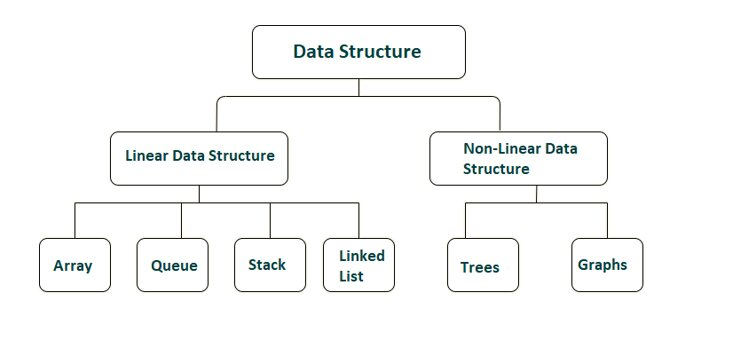 Data Structure
Linear Data Structure
Non-Linear Data
Structure
Array
Queue
Stack
Linked
List
Trees
Graphs